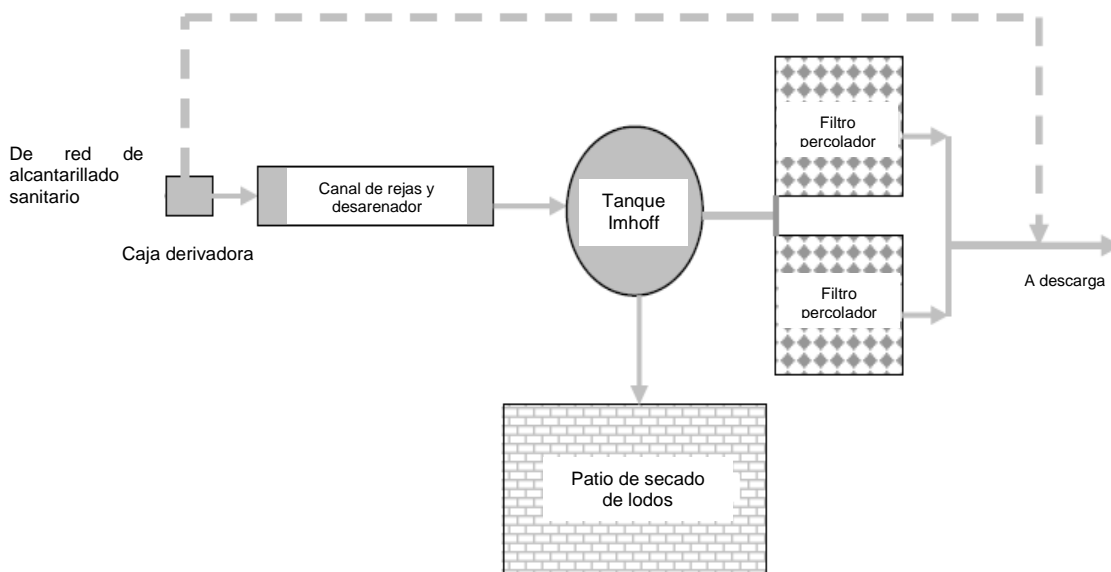 De red de
alcantarillado
sanitario
Caja derivadora
Canal de rejas y
desarenador
Tanque
Imhoff
Filtro
percolador
Filtro
percolador
A descarga
Patio de secado
de lodos